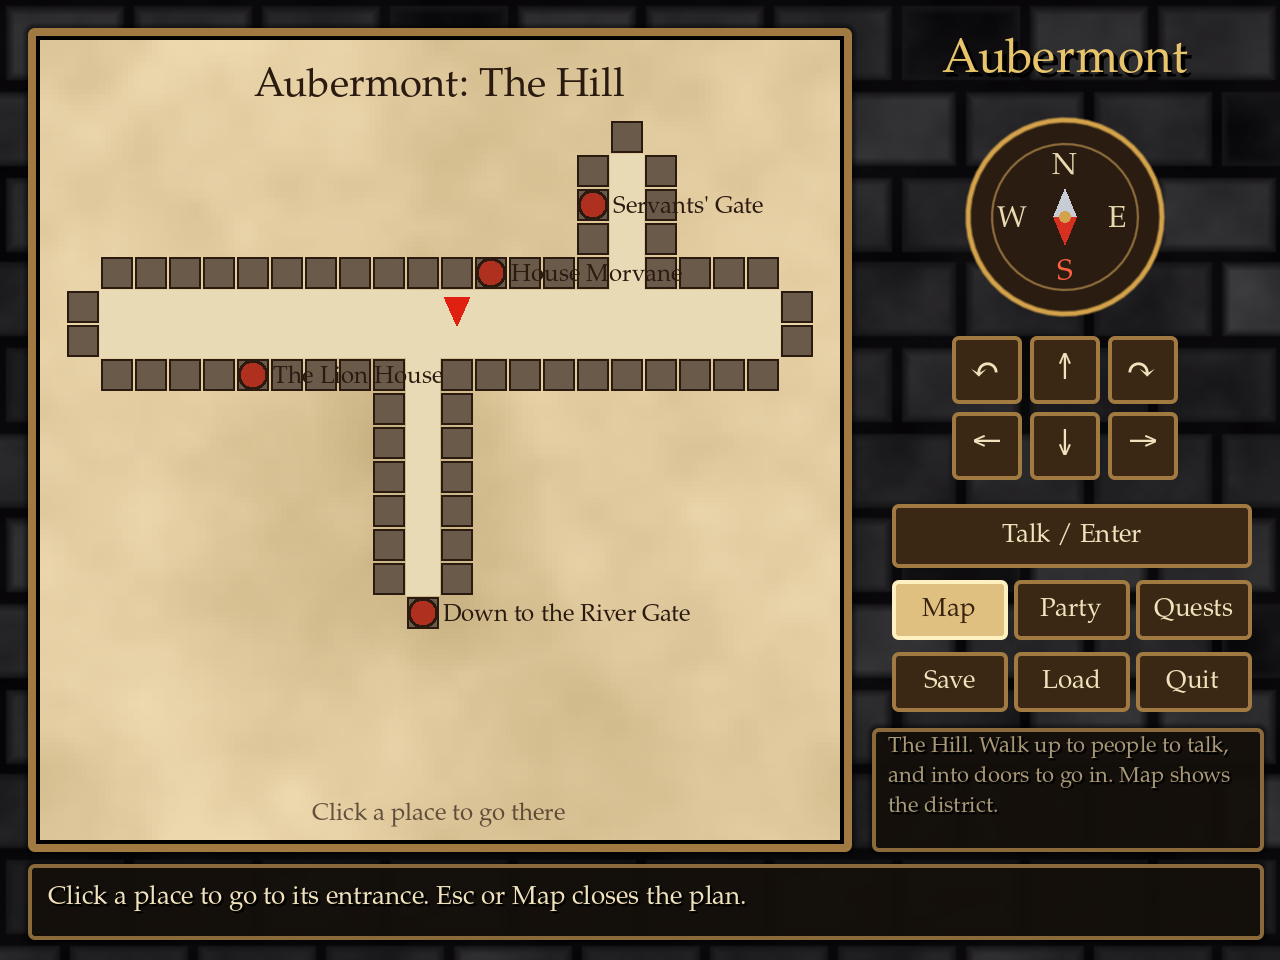 Aubermont: The Hill
Servants' Gate
House Morvane
The Lion House
Down to the River Gate
Click a place to go there
Aubermont
N
W E
S
Talk / Enter
Map Party Quests
Save Load Quit
The Hill. Walk up to people to talk,
and into doors to go in. Map shows
the district.
Click a place to go to its entrance. Esc or Map closes the plan.